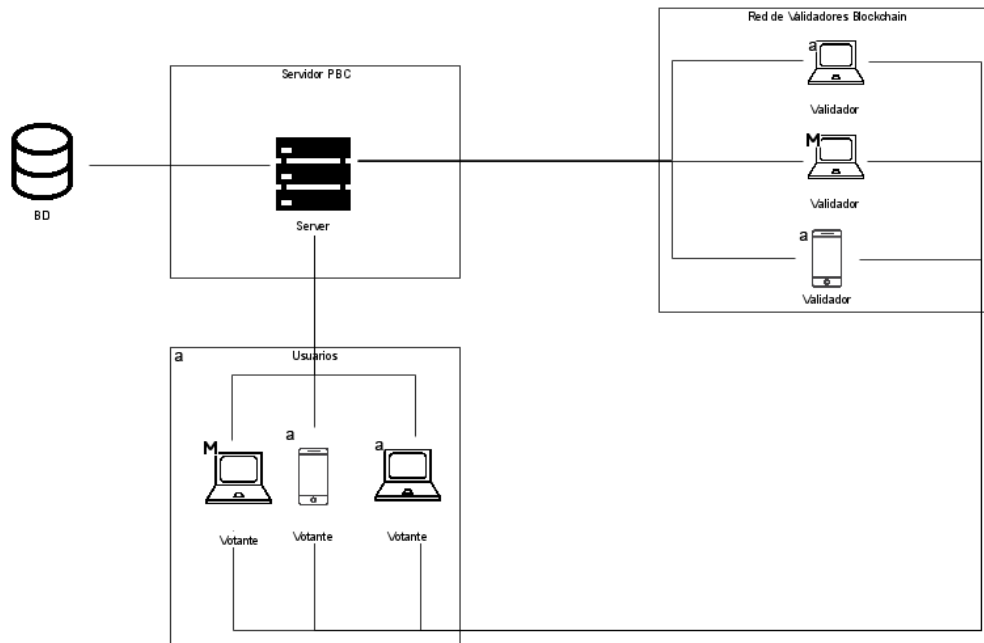 Red de Validadores Blockchain
a
Validador
M
Validador
a
Validador
Servidor PBC
Server
BD
a
Usuarios
M
a
a
Votante
Votante
Votante